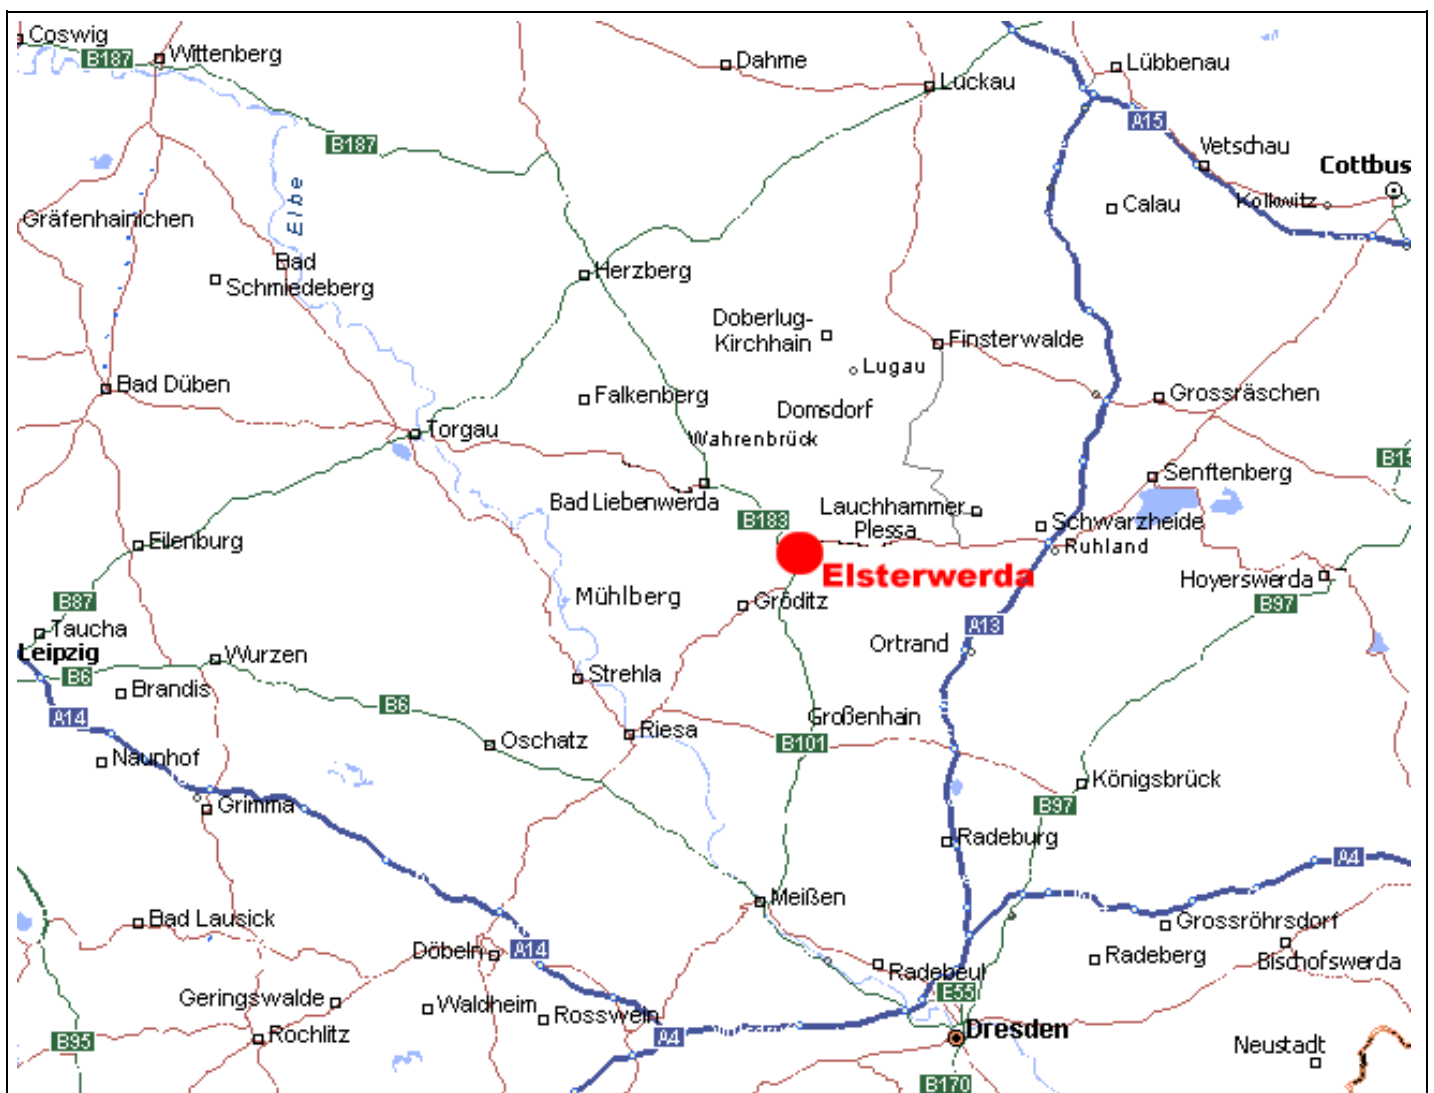 Coswig
B187
Wittenberg
Dahme
Luckau
Lübbenau
A15
B187
Vetschau
Cottbus
Elbe
Calau
Kolkwitz
Gräfenhainichen
Bad
Schmiedeberg
Herzberg
Doberlug-
Kirchhain
Finsterwalde
Lugau
Bad Düben
Falkenberg
Domsdorf
Grossräschen
Torgau
Wahrenbrück
B15
Senftenberg
Bad Liebenwerda
B183
Lauchhammer
Plessa
Schwarzheide
Ruhland
Eilenburg
Elsterwerda
Hoyerswerda
B97
B87
Mühlberg
Gröditz
Taucha
A13
Leipzig
Wurzen
Ortrand
B6
Strehla
Brandis
B6
A14
Großenhain
Riesa
Oschatz
B101
Naunhof
Königsbrück
Grimma
B97
Radeburg
A4
Meißen
Bad Lausick
Grossröhrsdorf
Döbeln
A14
Radeberg
Bischofswerda
Radebeul
E55
Geringswalde
Waldheim
Rosswein
Rochlitz
A4
Dresden
B95
Neustadt
B170